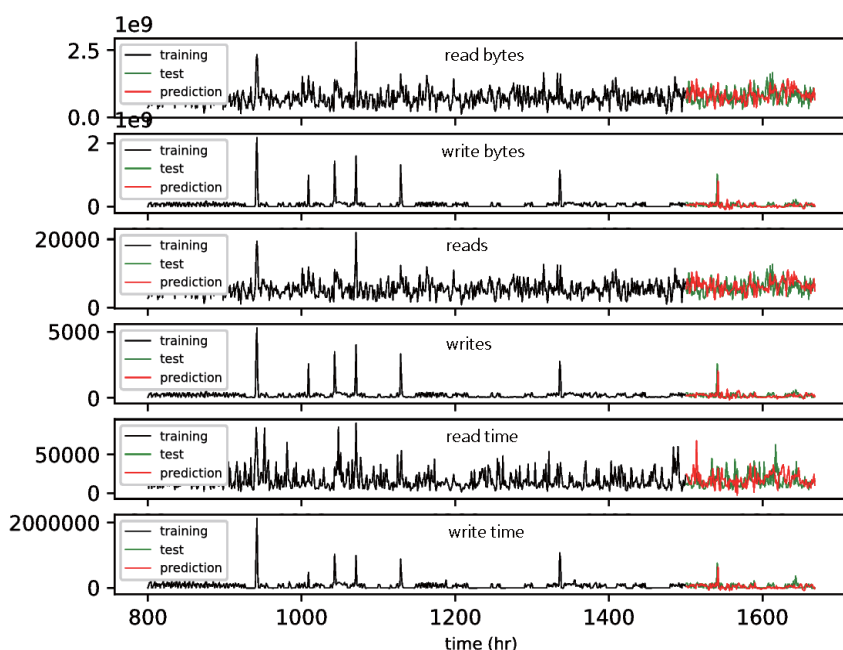 1e9
read bytes
2.5
training
test
prediction
0.0
1e9
write bytes
2
training
test
prediction
0
reads
20000
training
test
prediction
0
writes
5000
training
test
prediction
0
read time
50000
training
test
prediction
0
write time
2000000
training
test
prediction
0
800 1000 1200 1400 1600
time (hr)